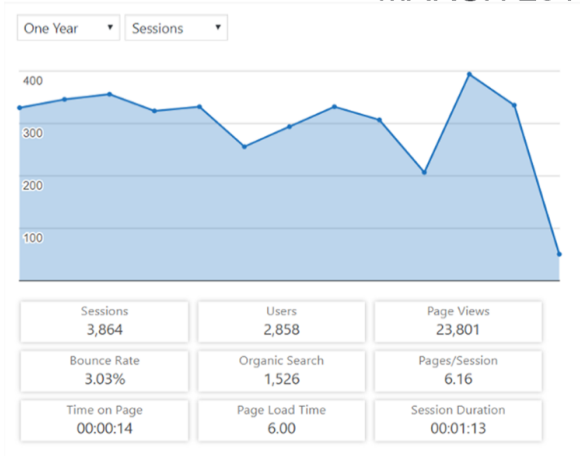 One Year Sessions
400
300
200
100
Sessions Users Page Views
3,864 2,858 23,801
Bounce Rate Organic Search Pages/Session
3.03% 1,526 6.16
Time on Page Page Load Time Session Duration
00:00:14 6.00 00:01:13